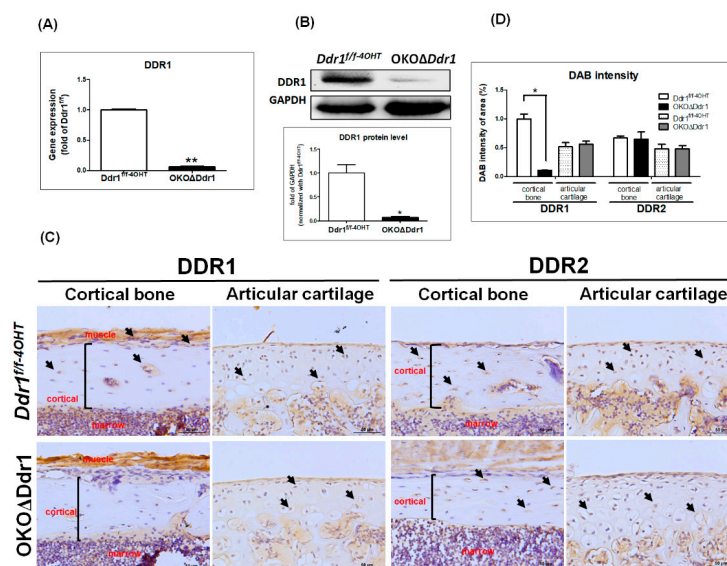 (A)
DDR1
Gene expression
(fold of Ddr1f/f)
1.5
1.0
0.5
0.0
**
Ddr1f/f-4OHT
OKOΔDdr1
(B)
Ddr1f/f-4OHT OKOΔDdr1
DDR1
GAPDH
DDR1 protein level
fold of GAPDH
(normalized with Ddr1f/f-4OHT)
1.5
1.0
0.5
0.0
*
Ddr1f/f-4OHT
OKOΔDdr1
(D)
DAB intensity
DAB intensity of area (%)
2.0
1.5
1.0
0.5
0.0
*
Ddr1f/f-4OHT
OKOΔDdr1
Ddr1f/f-4OHT
OKOΔDdr1
cortical bone
articular cartilage
cortical bone
articular cartilage
DDR1
DDR2
(C)
DDR1
DDR2
Cortical bone
Articular cartilage
Cortical bone
Articular cartilage
Ddr1f/f-4OHT
muscle
cortical
marrow
cortical
marrow
OKOΔDdr1
muscle
cortical
marrow
cortical
marrow